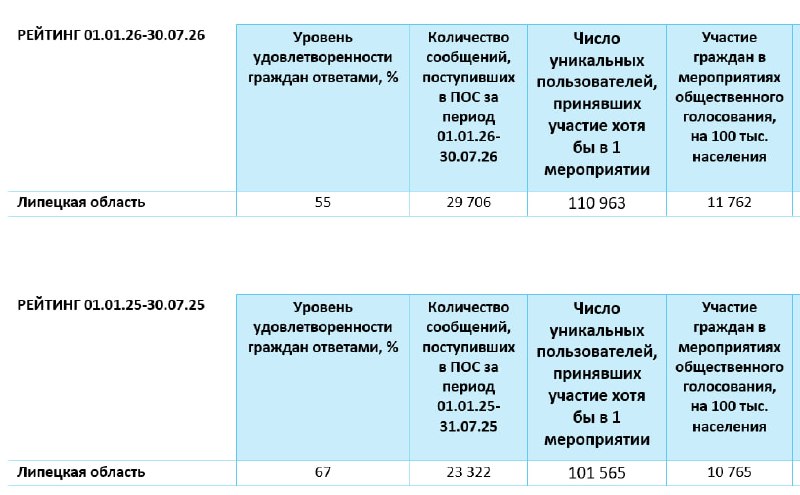 РЕЙТИНГ 01.01.26-30.07.26
Уровень
удовлетворенности
граждан ответами, %
Количество
сообщений,
поступивших
в ПОС за
период
01.01.26-
30.07.26
Число
уникальных
пользователей,
принявших
участие хотя
бы в 1
мероприятии
Участие
граждан в
мероприятиях
общественного
голосования,
на 100 тыс.
населения
Липецкая область
55
29 706
110 963
11 762
РЕЙТИНГ 01.01.25-30.07.25
Уровень
удовлетворенности
граждан ответами, %
Количество
сообщений,
поступивших
в ПОС за
период
01.01.25-
31.07.25
Число
уникальных
пользователей,
принявших
участие хотя
бы в 1
мероприятии
Участие
граждан в
мероприятиях
общественного
голосования,
на 100 тыс.
населения
Липецкая область
67
23 322
101 565
10 765